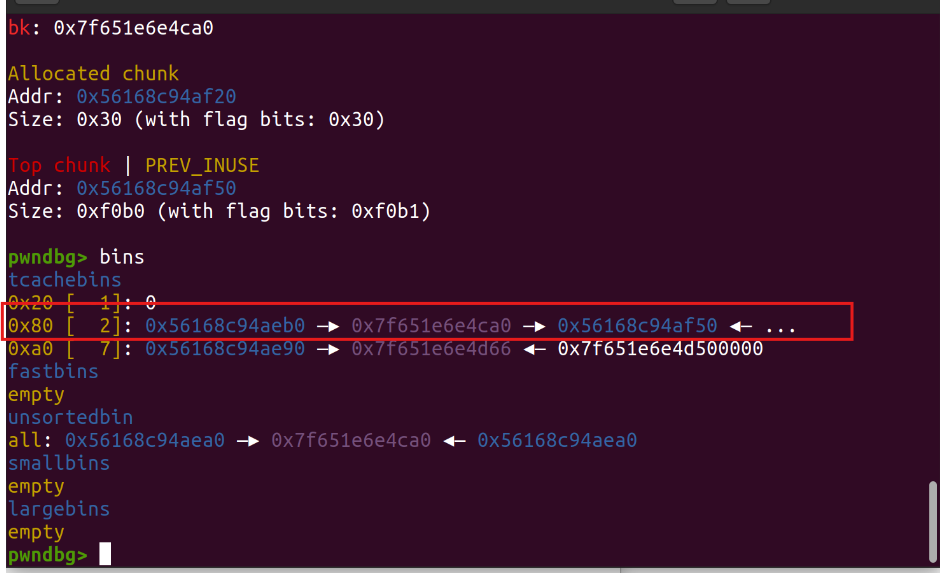 bk: 0x7f651e6e4ca0
Allocated chunk
Addr: 0x56168c94af20
Size: 0x30 (with flag bits: 0x30)
Top chunk | PREV_INUSE
Addr: 0x56168c94af50
Size: 0xf0b0 (with flag bits: 0xf0b1)
pwndbg> bins
tcachebins
0x20 [  1]: 0
0x80 [  2]: 0x56168c94aeb0 —▸ 0x7f651e6e4ca0 —▸ 0x56168c94af50 ◂— ...
0xa0 [  7]: 0x56168c94ae90 —▸ 0x7f651e6e4d66 ◂— 0x7f651e6e4d500000
fastbins
empty
unsortedbin
all: 0x56168c94aea0 —▸ 0x7f651e6e4ca0 ◂— 0x56168c94aea0
smallbins
empty
largebins
empty
pwndbg>